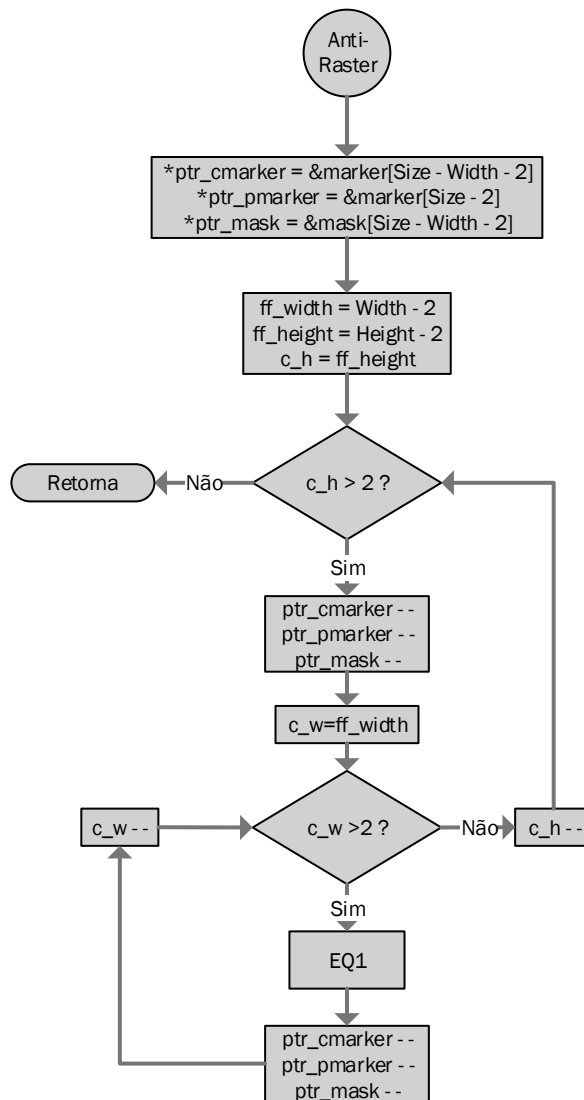 Anti-
Raster
*ptr_cmarker = &marker[Size - Width - 2]
*ptr_pmarker = &marker[Size - 2]
*ptr_mask = &mask[Size - Width - 2]
ff_width = Width - 2
ff_height = Height - 2
c_h = ff_height
Retorna
Não
c_h > 2 ?
Sim
ptr_cmarker - -
ptr_pmarker - -
ptr_mask - -
c_w=ff_width
c_w - -
c_w >2 ?
Não
c_h - -
Sim
EQ1
ptr_cmarker - -
ptr_pmarker - -
ptr_mask - -